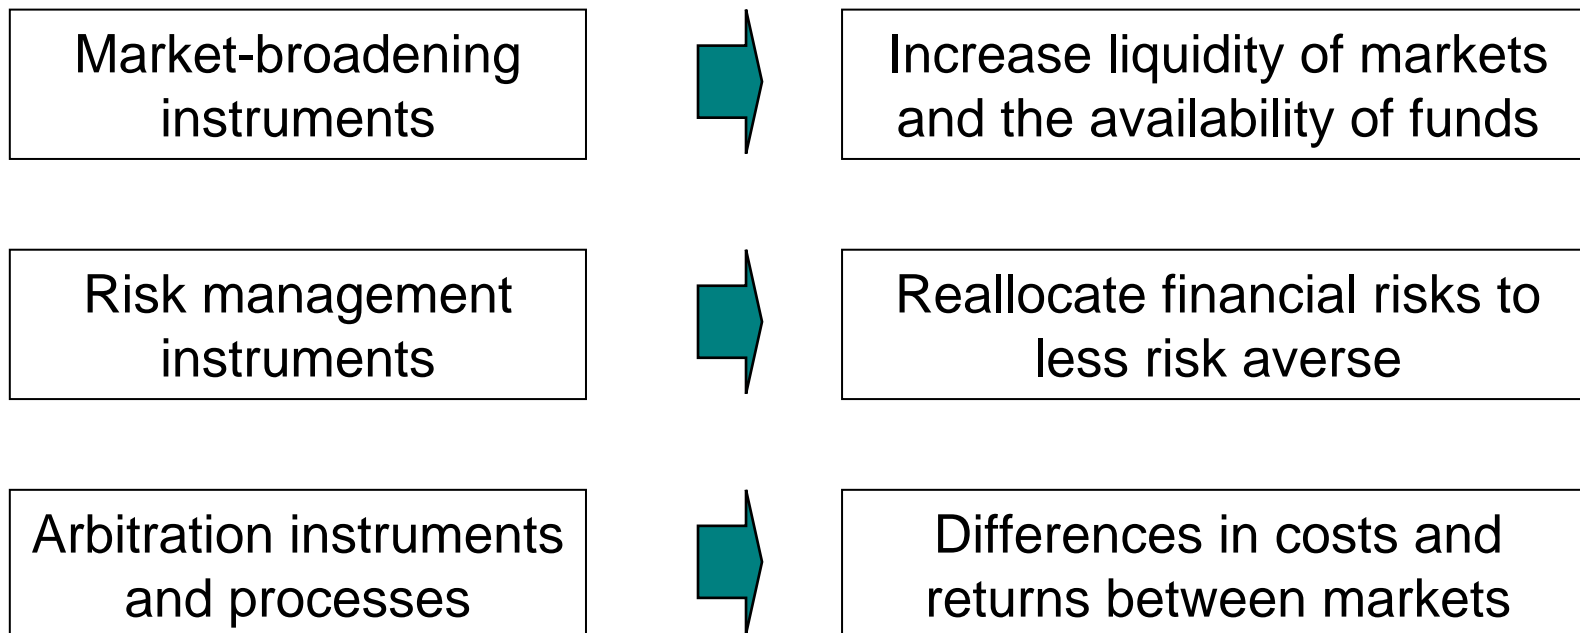 Market-broadening
instruments
Increase liquidity of markets
and the availability of funds
Risk management
instruments
Reallocate financial risks to
less risk averse
Arbitration instruments
and processes
Differences in costs and
returns between markets